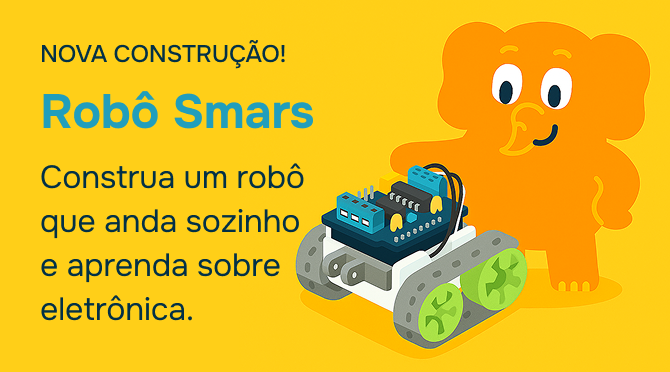 NOVA CONSTRUÇÃO!
Robô Smars
Construa um robô
que anda sozinho
e aprenda sobre
eletrônica.